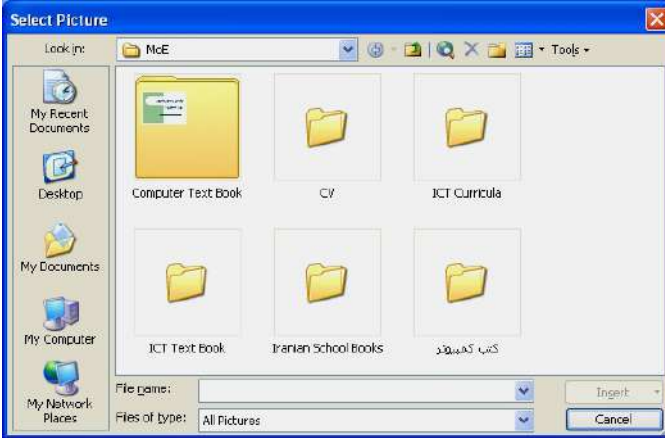 Select Picture
Look in:
McE
Tools
My Recent
Documents
Desktop
My Documents
My Computer
My Network
Places
Computer Text Book
CV
ICT Curricula
ICT Text Book
Iranian School Books
کتب کمپیوتر
File name:
Files of type:
All Pictures
Insert
Cancel